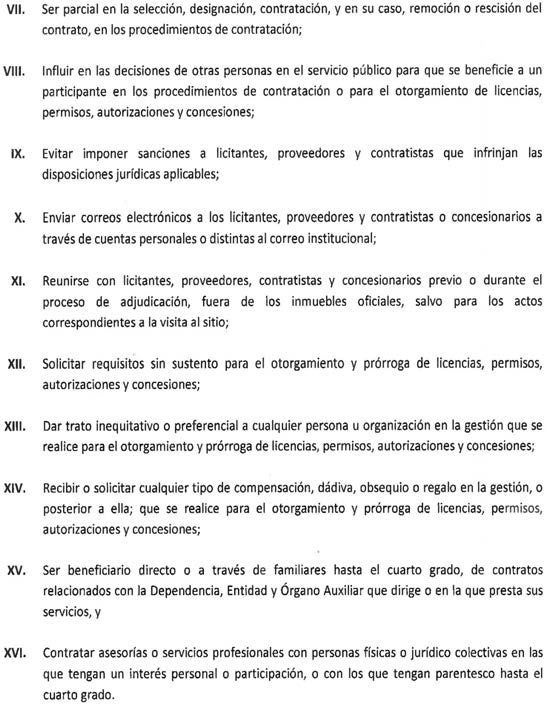 VII. Ser parcial en la selección, designación, contratación, y en su caso, remoción o rescisión del
contrato, en los procedimientos de contratación;
VIII. Influir en las decisiones de otras personas en el servicio público para que se beneficie a un
participante en los procedimientos de contratación o para el otorgamiento de licencias,
permisos, autorizaciones y concesiones;
IX. Evitar imponer sanciones a licitantes, proveedores y contratistas que infrinjan las
disposiciones jurídicas aplicables;
X. Enviar correos electrónicos a los licitantes, proveedores y contratistas o concesionarios a
través de cuentas personales o distintas al correo institucional;
XI. Reunirse con licitantes, proveedores, contratistas y concesionarios previo o durante el
proceso de adjudicación, fuera de los inmuebles oficiales, salvo para los actos
correspondientes a la visita al sitio;
XII. Solicitar requisitos sin sustento para el otorgamiento y prórroga de licencias, permisos,
autorizaciones y concesiones;
XIII. Dar trato inequitativo o preferencial a cualquier persona u organización en la gestión que se
realice para el otorgamiento y prórroga de licencias, permisos, autorizaciones y concesiones;
XIV. Recibir o solicitar cualquier tipo de compensación, dádiva, obsequio o regalo en la gestión, o
posterior a ella; que se realice para el otorgamiento y prórroga de licencias, permisos,
autorizaciones y concesiones;
XV. Ser beneficiario directo o a través de familiares hasta el cuarto grado, de contratos
relacionados con la Dependencia, Entidad y Órgano Auxiliar que dirige o en la que presta sus
servicios, y
XVI. Contratar asesorías o servicios profesionales con personas físicas o jurídico colectivas en las
que tengan un interés personal o participación, o con los que tengan parentesco hasta el
cuarto grado.